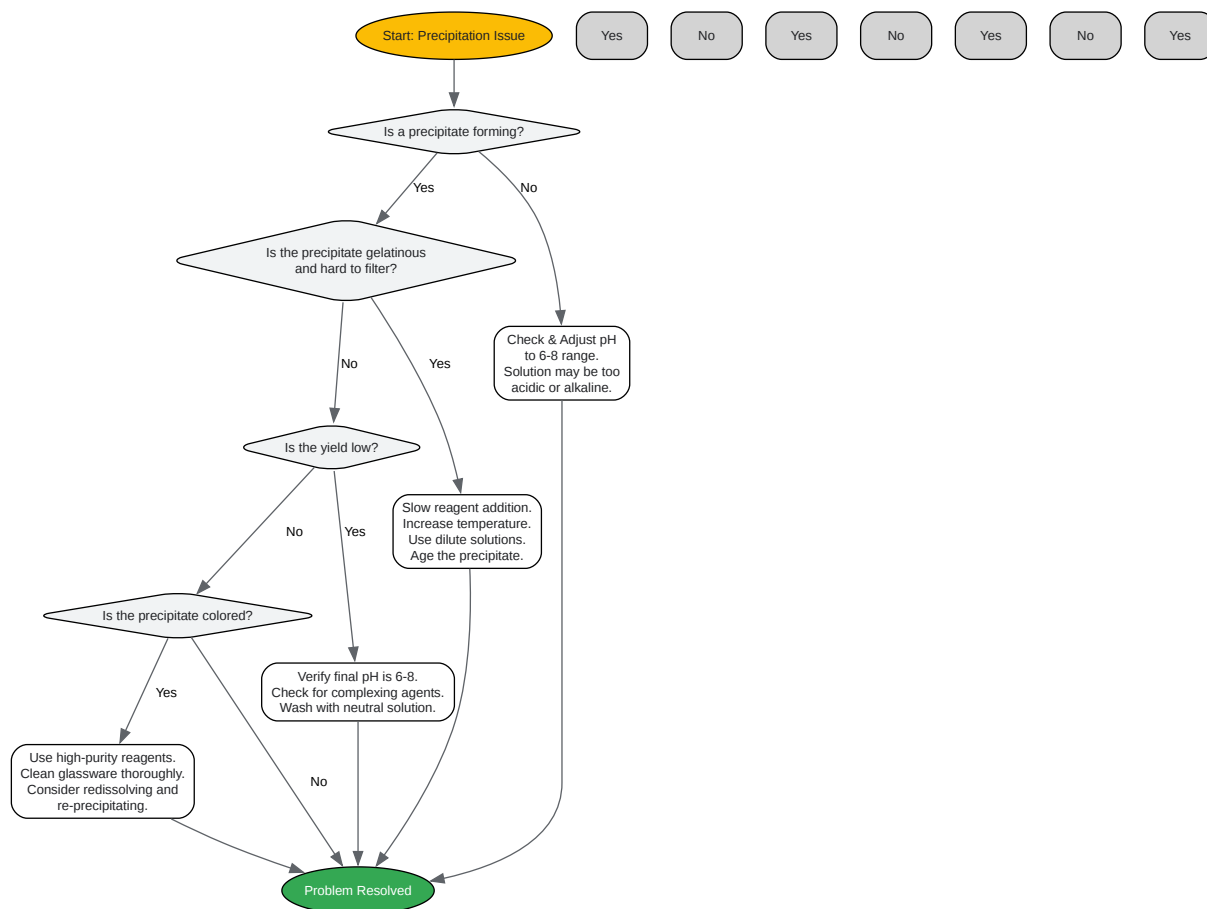 Start: Precipitation Issue
Yes
No
Yes
No
Yes
No
Yes
Is a precipitate forming?
Yes
No
Is the precipitate gelatinous
and hard to filter?
Check & Adjust pH
to 6-8 range.
Solution may be too
acidic or alkaline.
No
Yes
Is the yield low?
Slow reagent addition.
Increase temperature.
Use dilute solutions.
Age the precipitate.
No
Yes
Is the precipitate colored?
Verify final pH is 6-8.
Check for complexing agents.
Wash with neutral solution.
Yes
Use high-purity reagents.
Clean glassware thoroughly.
Consider redissolving and
re-precipitating.
No
Problem Resolved